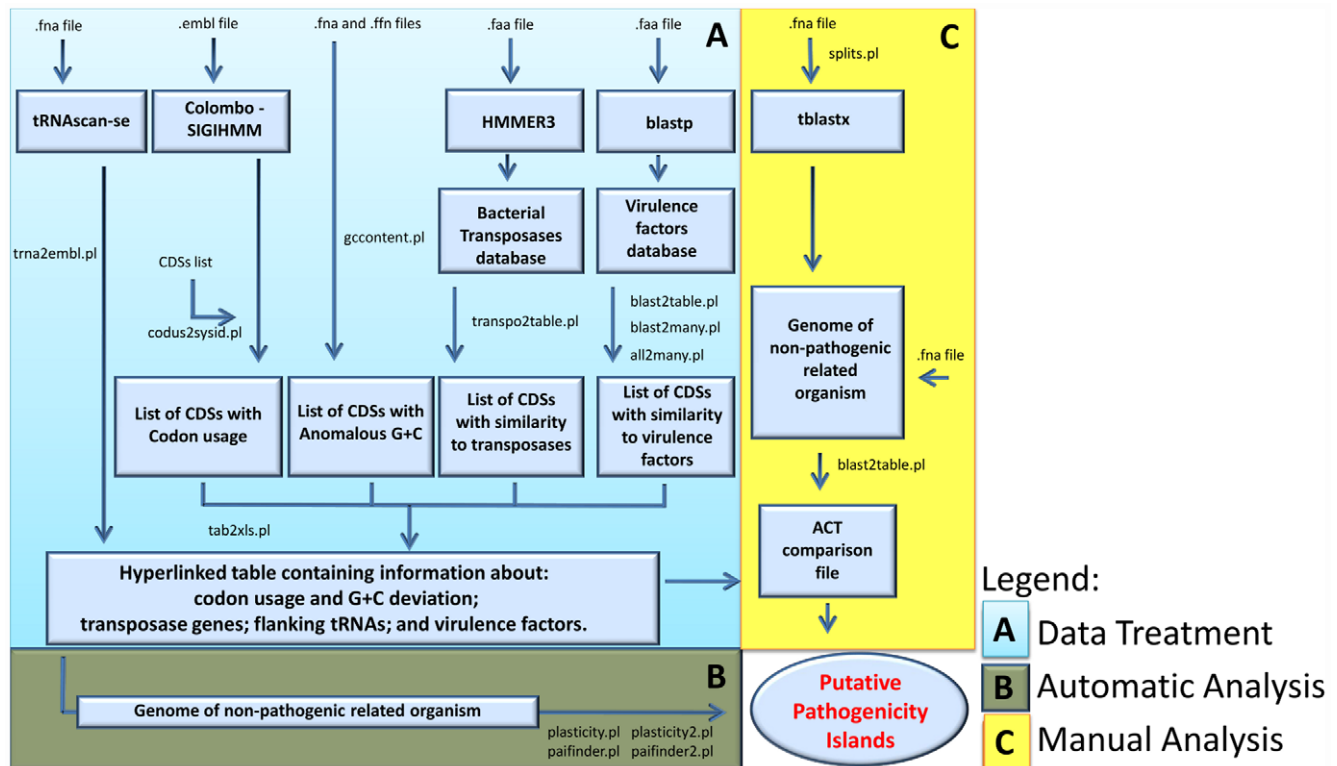 .fna file
.embl file
.fna and .ffn files
.faa file
.faa file
A
tRNAscan-se
Colombo -
SIGIHMM
HMMER3
blastp
Bacterial
Transposases
database
Virulence
factors
database
trna2embl.pl
CDSs list
codus2sysid.pl
gccontent.pl
transpo2table.pl
blast2table.pl
blast2many.pl
all2many.pl
List of CDSs with
Codon usage
List of CDSs with
Anomalous G+C
List of CDSs
with similarity
to transposases
List of CDSs
with similarity
to virulence
factors
tab2xls.pl
Hyperlinked table containing information about:
codon usage and G+C deviation;
transposase genes; flanking tRNAs; and virulence factors.
B
Genome of non-pathogenic related organism
plasticity.pl plasticity2.pl
paifinder.pl paifinder2.pl
.fna file
C
splits.pl
tblastx
Genome of
non-pathogenic
related
organism
.fna file
blast2table.pl
ACT
comparison
file
Putative
Pathogenicity
Islands
Legend:
A Data Treatment
B Automatic Analysis
C Manual Analysis